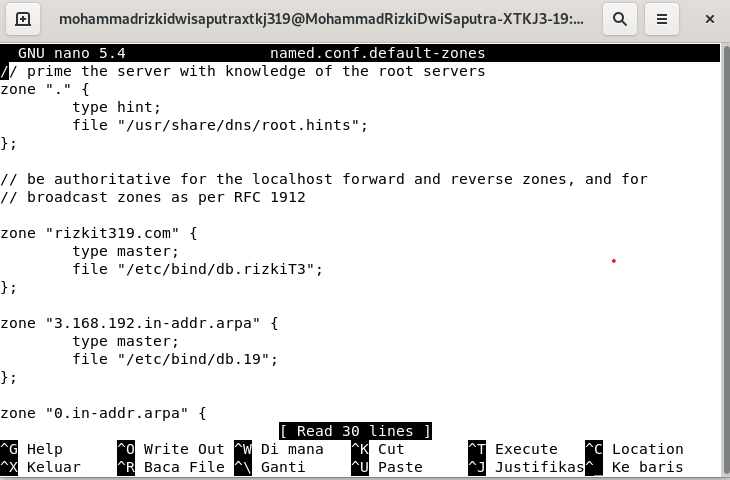 mohammadrizkidwisaputraxtkj319@MohammadRizkiDwiSaputra-XTKJ3-19:...
GNU nano 5.4 named.conf.default-zones
// prime the server with knowledge of the root servers
zone "." {
        type hint;
        file "/usr/share/dns/root.hints";
};

// be authoritative for the localhost forward and reverse zones, and for
// broadcast zones as per RFC 1912

zone "rizkit319.com" {
        type master;
        file "/etc/bind/db.rizkiT3";
};

zone "3.168.192.in-addr.arpa" {
        type master;
        file "/etc/bind/db.19";
};

zone "0.in-addr.arpa" {
[ Read 30 lines ]
^G Help ^O Write Out ^W Di mana ^K Cut ^T Execute ^C Location
^X Keluar ^R Baca File ^\ Ganti ^U Paste ^J Justifikas^_ Ke baris